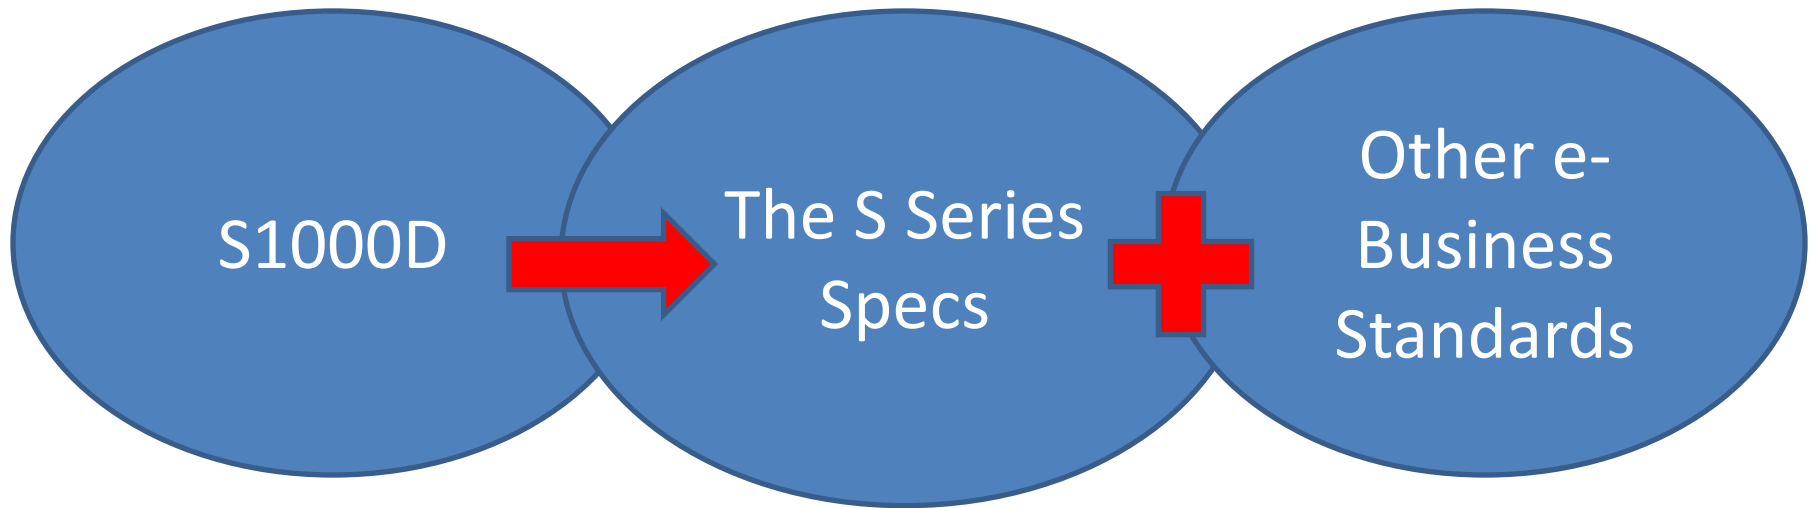 S1000D
The S Series
Specs
Other e-
Business
Standards